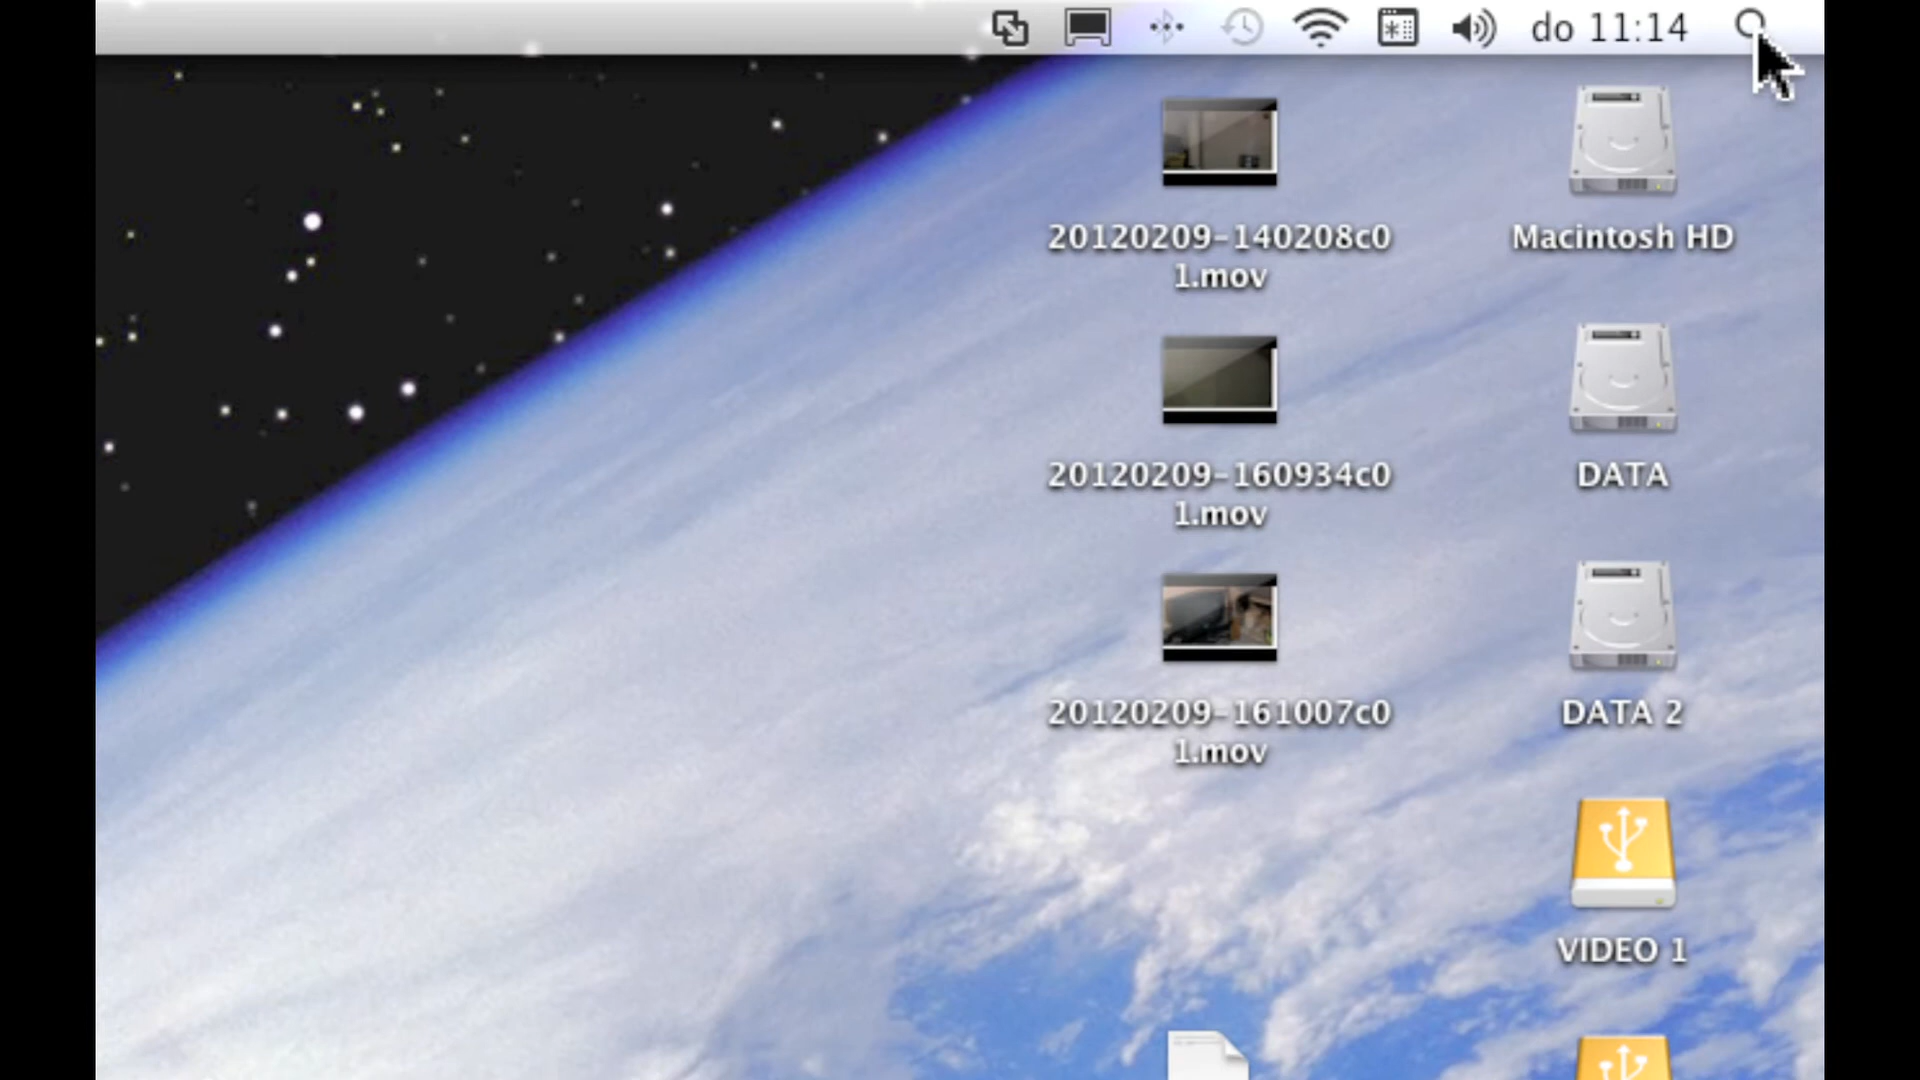 do 11:14
20120209-140208c0
1.mov
Macintosh HD
20120209-160934c0
1.mov
DATA
20120209-161007c0
1.mov
DATA 2
VIDEO 1